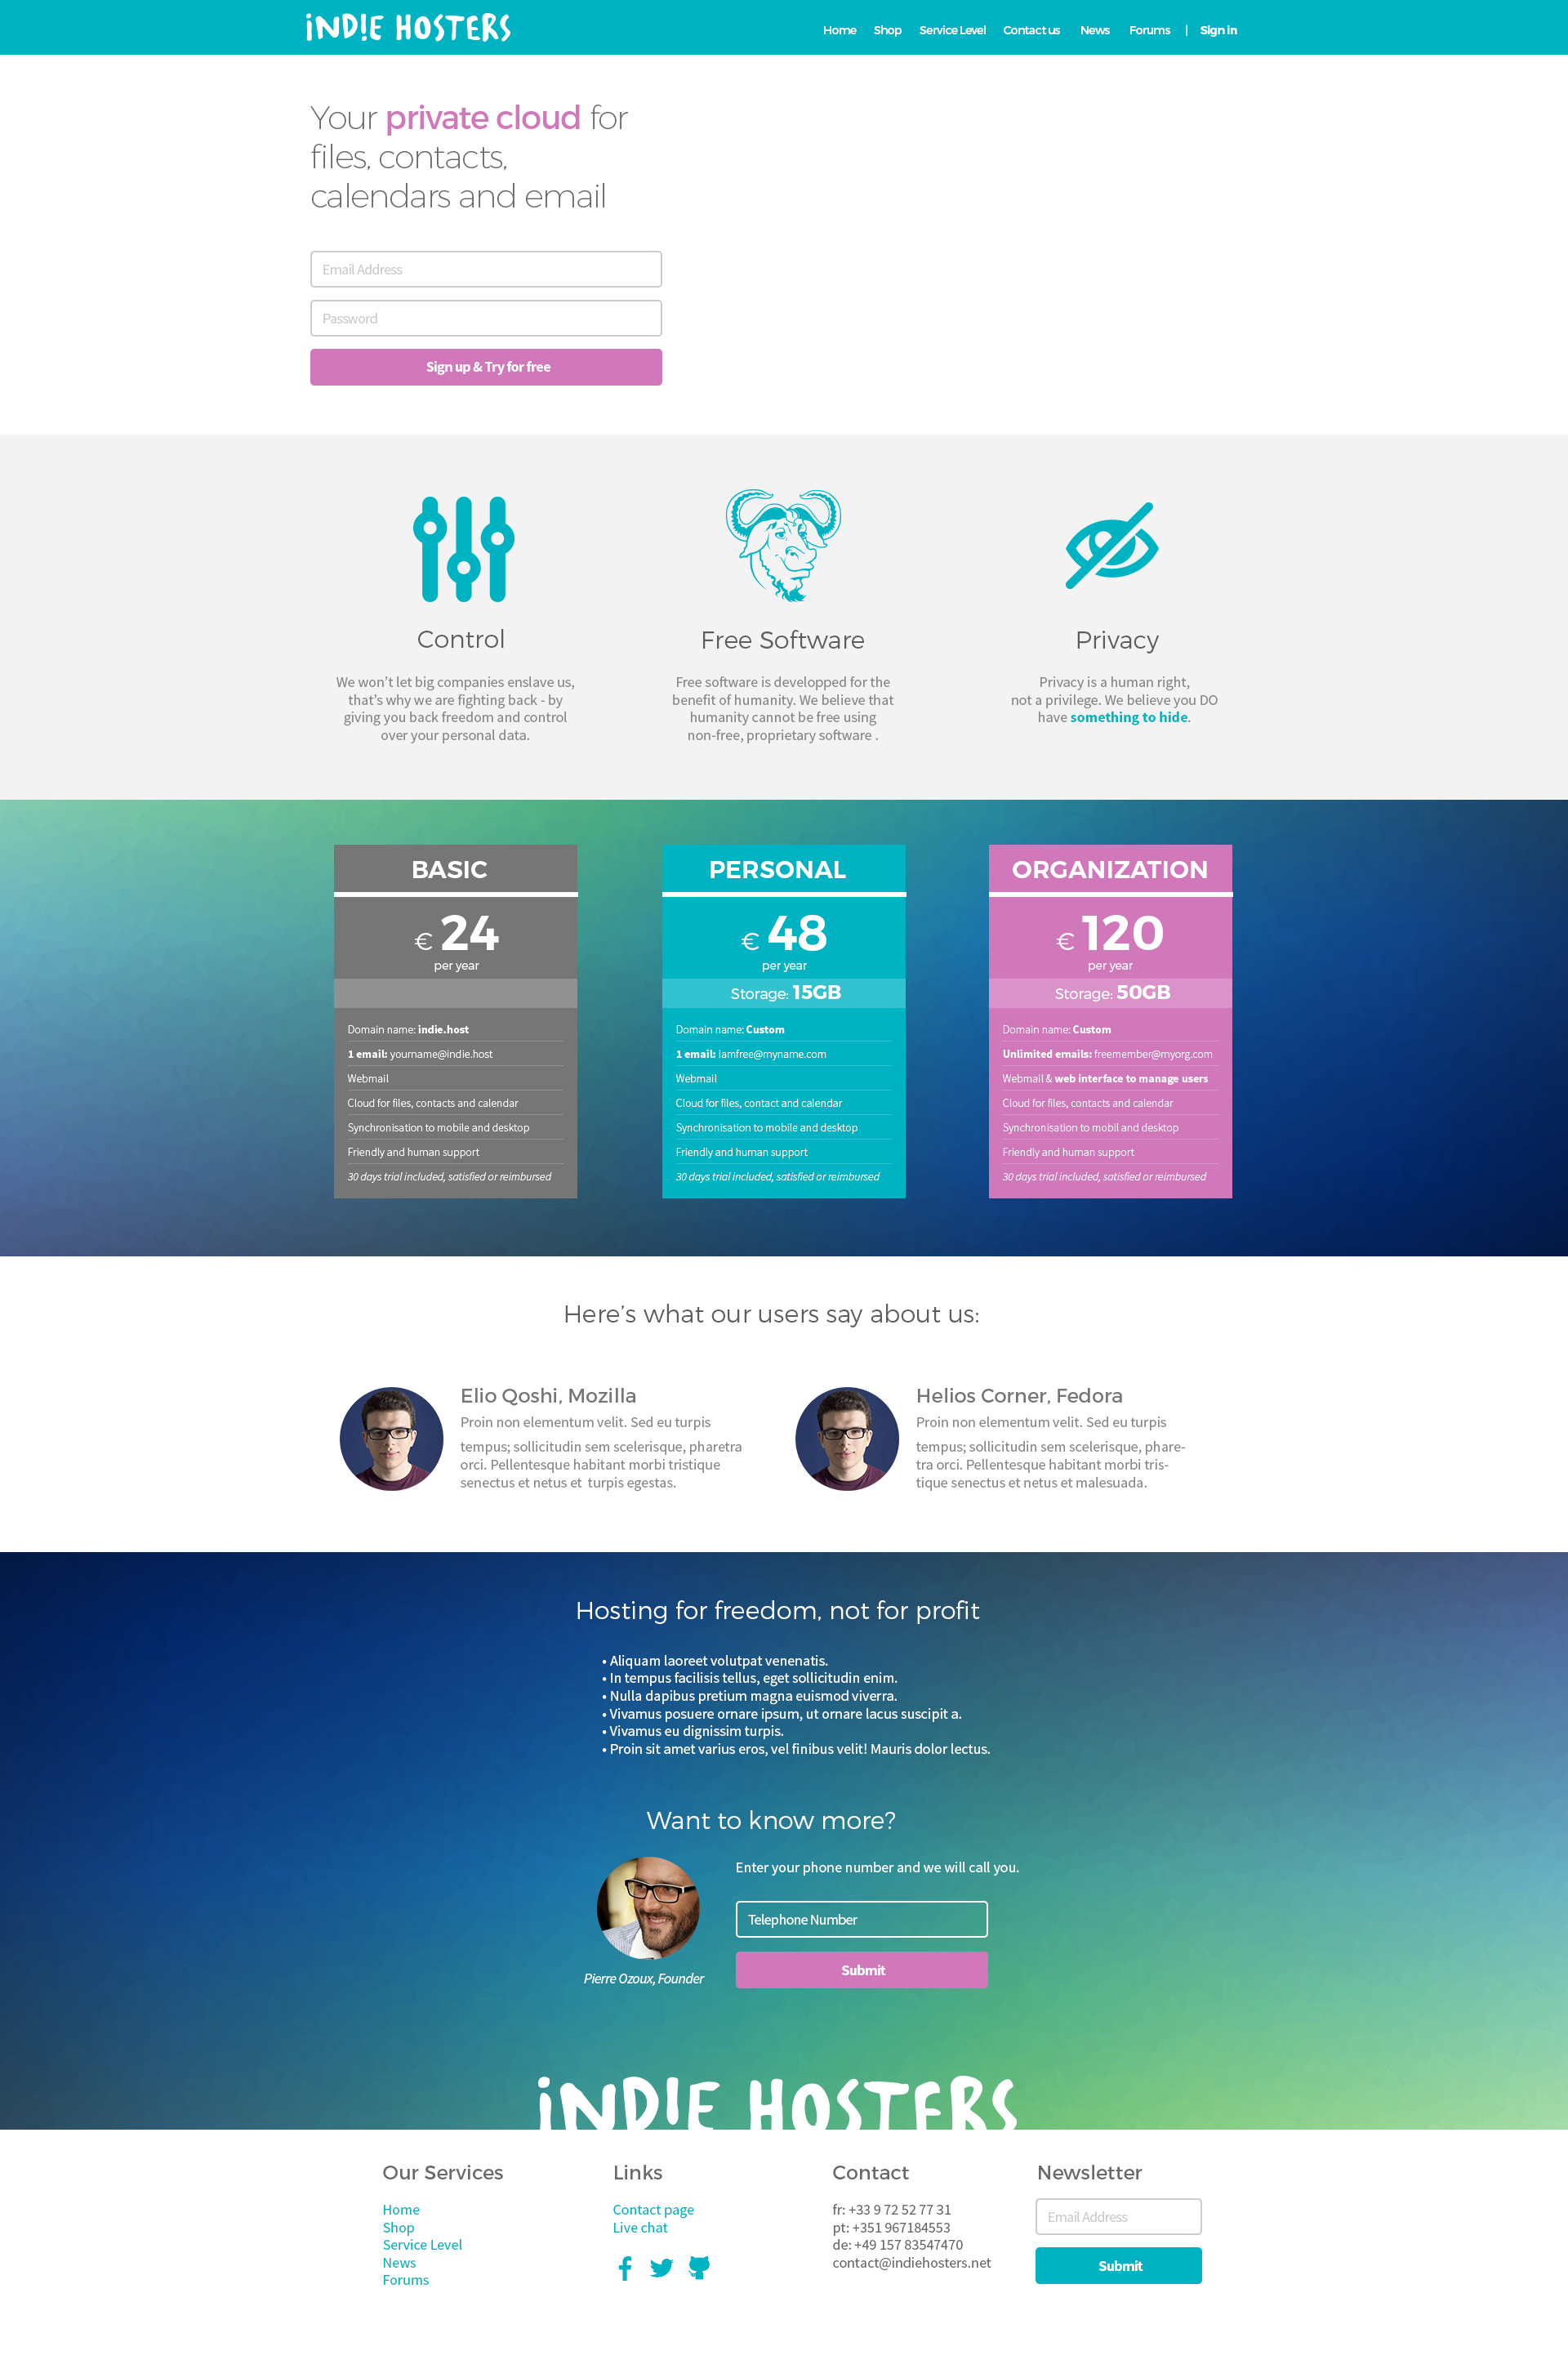 iND!E HOSTERS
Home Shop Service Level Contact us News Forums | Sign in
Your private cloud for
files, contacts,
calendars and email
Email Address
Password
Sign up & Try for free
Control
We won’t let big companies enslave us,
that’s why we are fighting back - by
giving you back freedom and control
over your personal data.
Free Software
Free software is developped for the
benefit of humanity. We believe that
humanity cannot be free using
non-free, proprietary software .
Privacy
Privacy is a human right,
not a privilege. We believe you DO
have something to hide.
BASIC
€ 24
per year
Domain name: indie.host
1 email: yourname@indie.host
Webmail
Cloud for files, contacts and calendar
Synchronisation to mobile and desktop
Friendly and human support
30 days trial included, satisfied or reimbursed
PERSONAL
€ 48
per year
Storage: 15GB
Domain name: Custom
1 email: iamfree@myname.com
Webmail
Cloud for files, contact and calendar
Synchronisation to mobile and desktop
Friendly and human support
30 days trial included, satisfied or reimbursed
ORGANIZATION
€ 120
per year
Storage: 50GB
Domain name: Custom
Unlimited emails: freemember@myorg.com
Webmail & web interface to manage users
Cloud for files, contacts and calendar
Synchronisation to mobil and desktop
Friendly and human support
30 days trial included, satisfied or reimbursed
Here’s what our users say about us:
Elio Qoshi, Mozilla
Proin non elementum velit. Sed eu turpis
tempus; sollicitudin sem scelerisque, pharetra
orci. Pellentesque habitant morbi tristique
senectus et netus et turpis egestas.
Helios Corner, Fedora
Proin non elementum velit. Sed eu turpis
tempus; sollicitudin sem scelerisque, phare-
tra orci. Pellentesque habitant morbi tris-
tique senectus et netus et malesuada.
Hosting for freedom, not for profit
• Aliquam laoreet volutpat venenatis.
• In tempus facilisis tellus, eget sollicitudin enim.
• Nulla dapibus pretium magna euismod viverra.
• Vivamus posuere ornare ipsum, ut ornare lacus suscipit a.
• Vivamus eu dignissim turpis.
• Proin sit amet varius eros, vel finibus velit! Mauris dolor lectus.
Want to know more?
Enter your phone number and we will call you.
Telephone Number
Submit
Pierre Ozoux, Founder
iND!E HOSTERS
Our Services
Home
Shop
Service Level
News
Forums
Links
Contact page
Live chat
Contact
fr: +33 9 72 52 77 31
pt: +351 967184553
de: +49 157 83547470
contact@indiehosters.net
Newsletter
Email Address
Submit